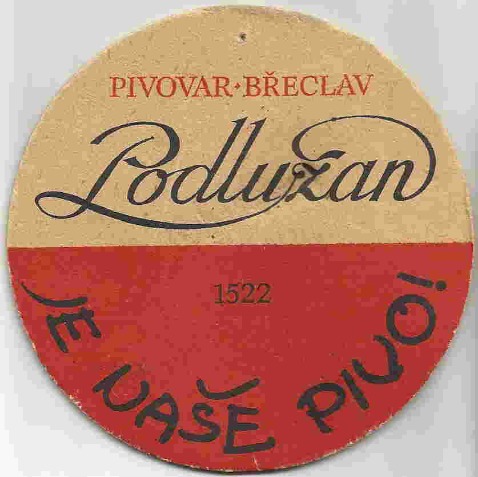 PIVOVAR·BŘECLAV
Podlužan
1522
JE NAŠE PIVO!